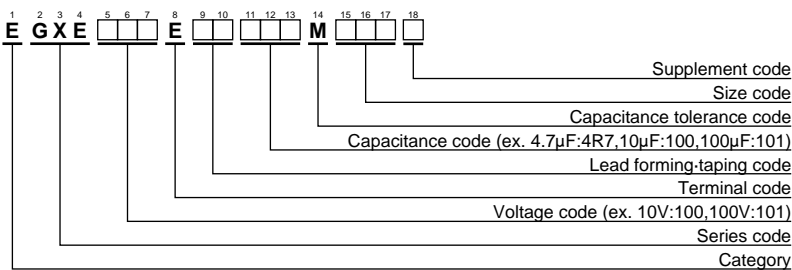 1 2 3 4 5 6 7 8 9 10 11 12 13 14 15 16 17 18
E GXE □□□ E □□ □□□ M □□□ □
Supplement code
Size code
Capacitance tolerance code
Capacitance code (ex. 4.7μF:4R7,10μF:100,100μF:101)
Lead forming·taping code
Terminal code
Voltage code (ex. 10V:100,100V:101)
Series code
Category